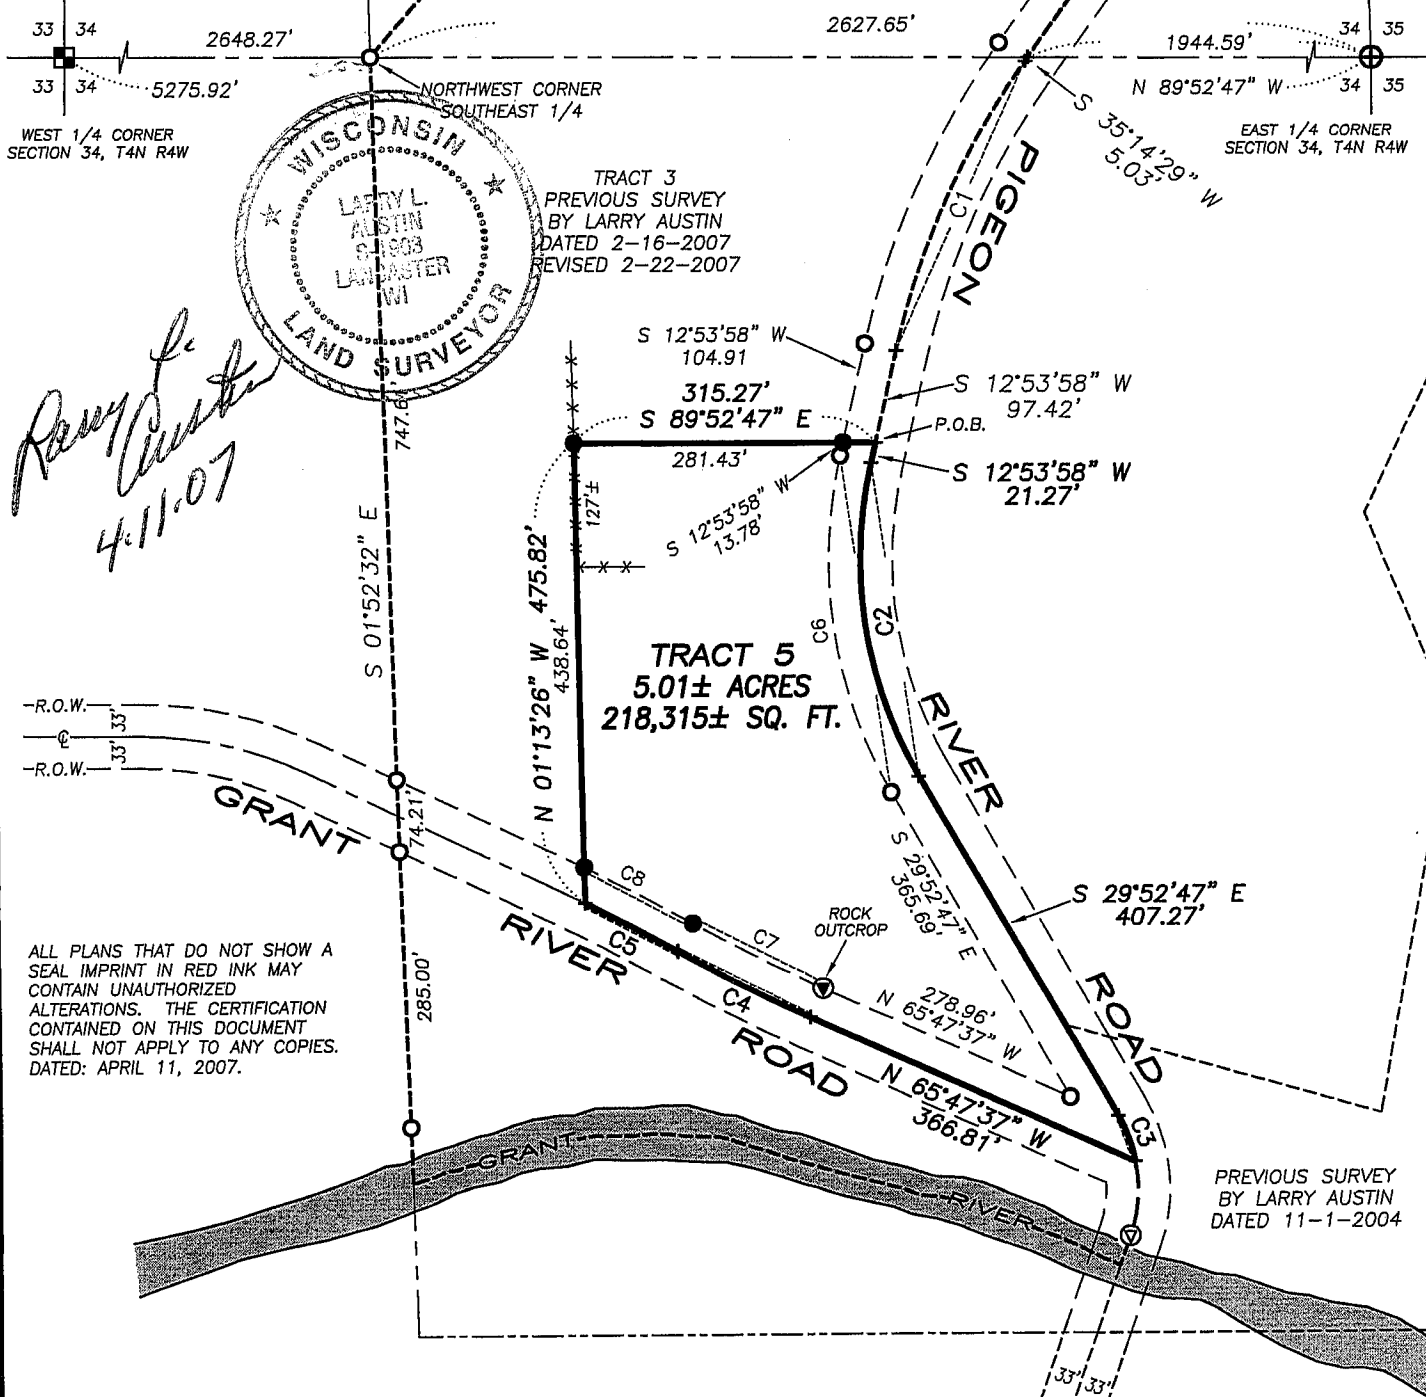 33 34
33 34
2648.27'
5275.92'
WEST 1/4 CORNER
SECTION 34, T4N R4W
NORTHWEST CORNER
SOUTHEAST 1/4
2627.65'
1944.59'
N 89°52'47" W
34 35
34 35
EAST 1/4 CORNER
SECTION 34, T4N R4W
S 35°14'29" W
5.03'
WISCONSIN
LARRY L.
AUSTIN
S-1903
LANCASTER
WI
LAND SURVEYOR
TRACT 3
PREVIOUS SURVEY
BY LARRY AUSTIN
DATED 2-16-2007
REVISED 2-22-2007
C1
PIGEON
Larry L.
Austin
4.11.07
S 12°53'58" W
104.91
315.27'
S 89°52'47" E
281.43'
S 12°53'58" W
97.42'
P.O.B.
S 12°53'58" W
21.27'
S 12°53'58" W
13.78'
127'±
S 01°52'32" E
N 01°13'26" W 475.82'
438.64'
C6
C2
TRACT 5
5.01± ACRES
218,315± SQ. FT.
R.O.W.
33'
℄
33'
R.O.W.
GRANT
74.21'
RIVER
S 29°52'47" E
365.69'
S 29°52'47" E
407.27'
C8
C7
ROCK
OUTCROP
C5
C4
RIVER
ROAD
278.96'
N 65°47'37" W
ROAD
N 65°47'37" W
366.81'
C3
ALL PLANS THAT DO NOT SHOW A
SEAL IMPRINT IN RED INK MAY
CONTAIN UNAUTHORIZED
ALTERATIONS. THE CERTIFICATION
CONTAINED ON THIS DOCUMENT
SHALL NOT APPLY TO ANY COPIES.
DATED: APRIL 11, 2007.
285.00'
GRANT
RIVER
PREVIOUS SURVEY
BY LARRY AUSTIN
DATED 11-1-2004
33' 33'